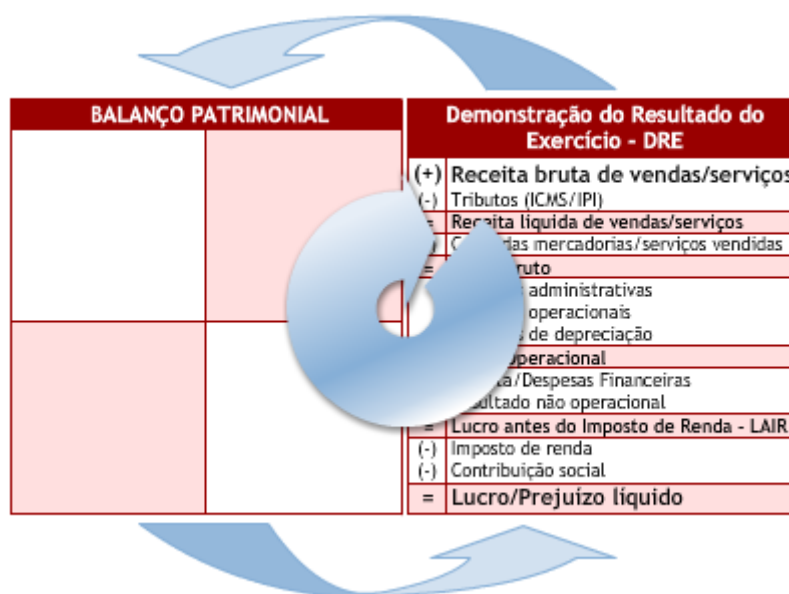 BALANÇO PATRIMONIAL
Demonstração do Resultado do
Exercício - DRE
(+) Receita bruta de vendas/serviços
(-) Tributos (ICMS/IPI)
= Receita líquida de vendas/serviços
das mercadorias/serviços vendidas
=
administrativas
operacionais
de depreciação
operacional
/Despesas Financeiras
não operacional
= Lucro antes do Imposto de Renda - LAIR
(-) Imposto de renda
(-) Contribuição social
= Lucro/Prejuízo líquido